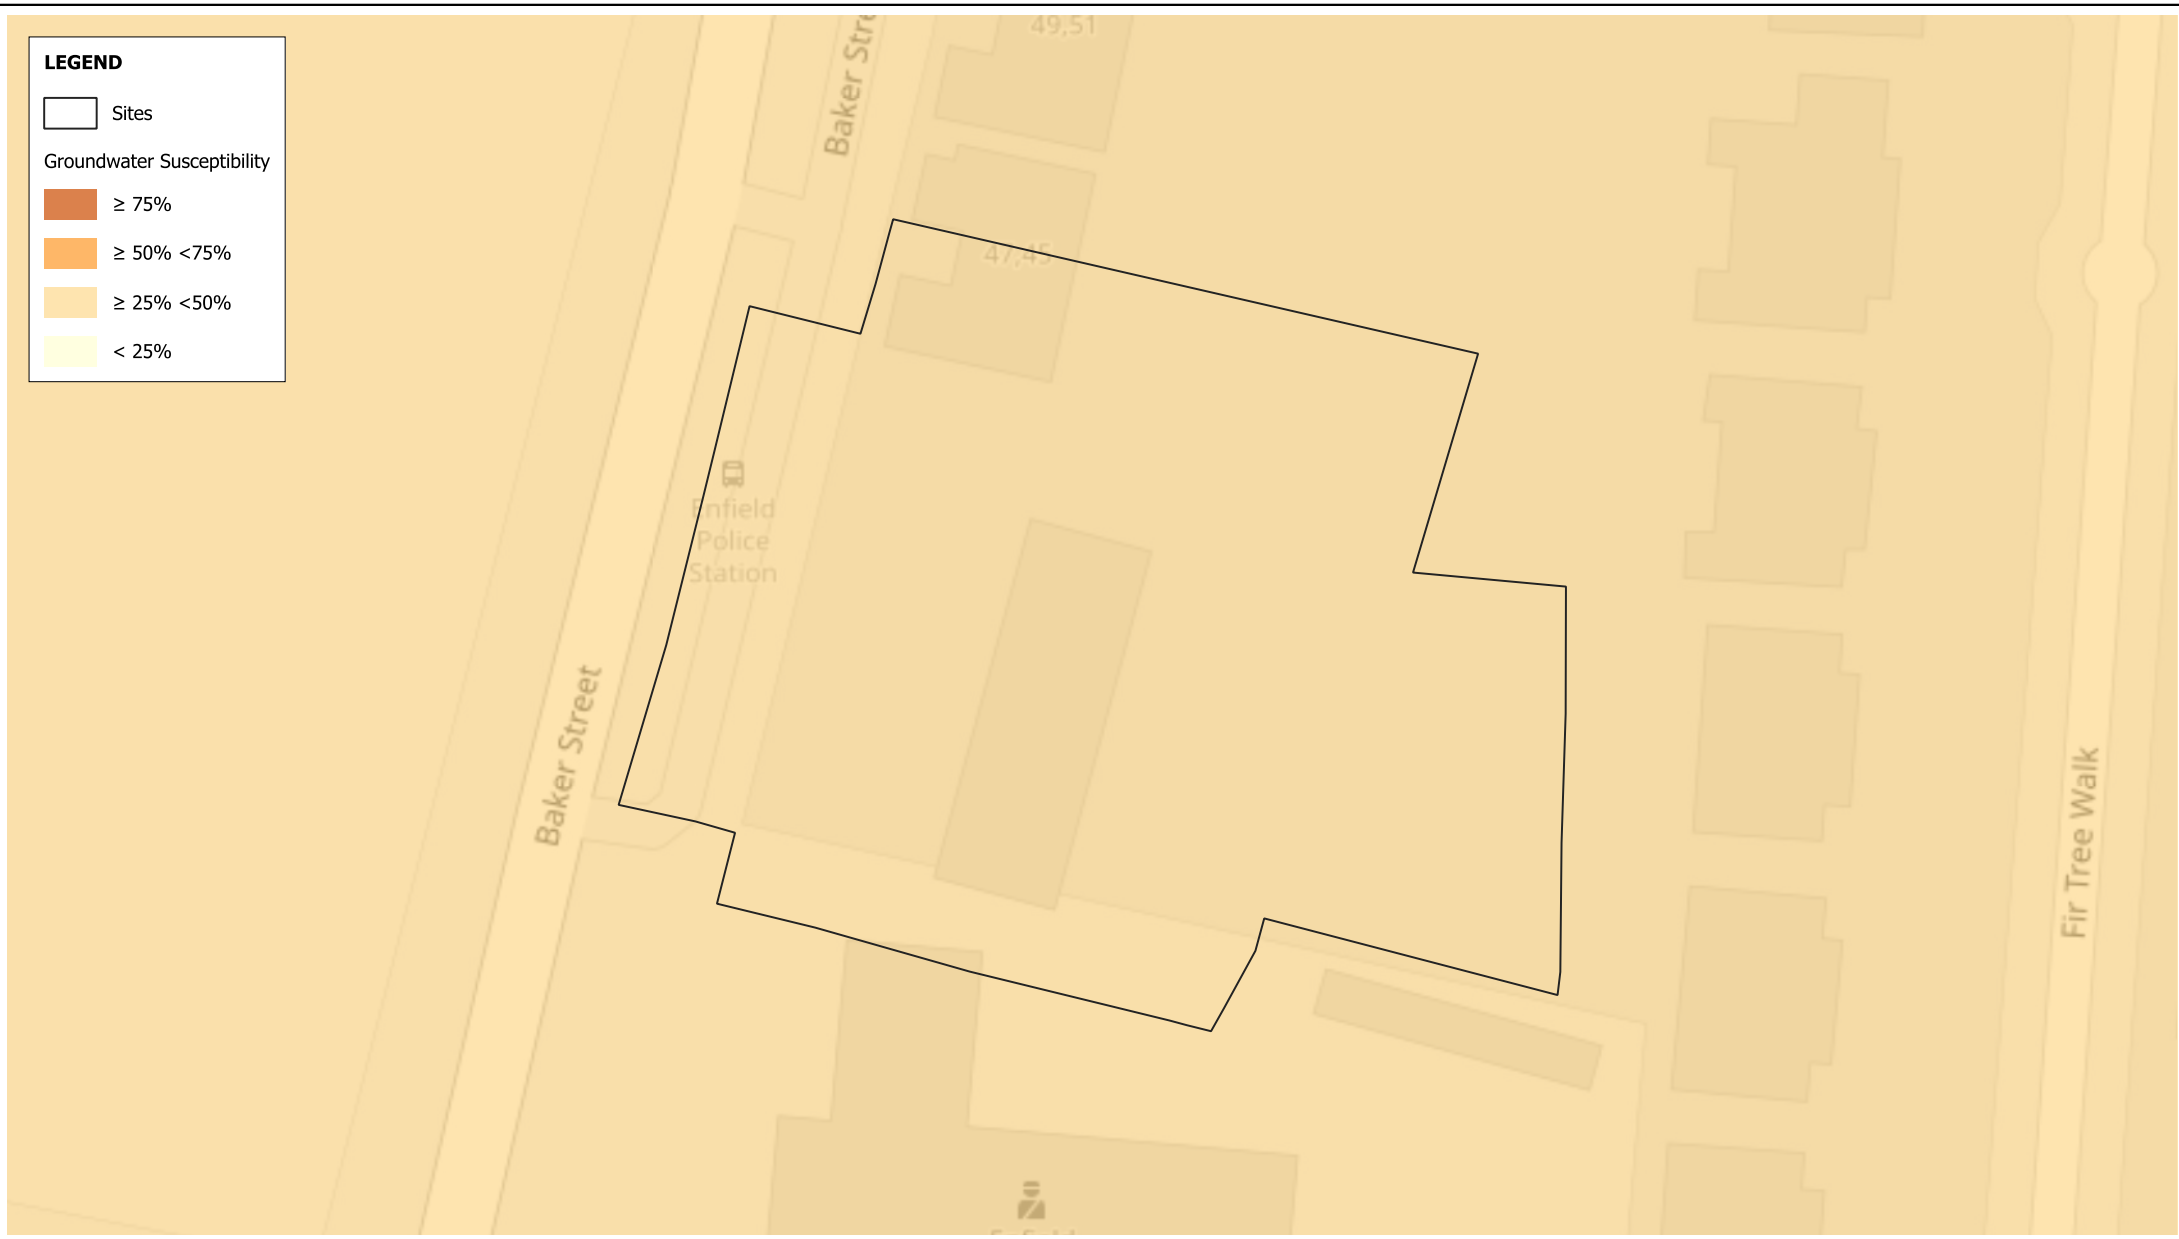 LEGEND
Sites
Groundwater Susceptibility
≥ 75%
≥ 50% <75%
≥ 25% <50%
< 25%
49,51
Baker Stre
47,45
Enfield
Police
Station
Baker Street
Fir Tree Walk